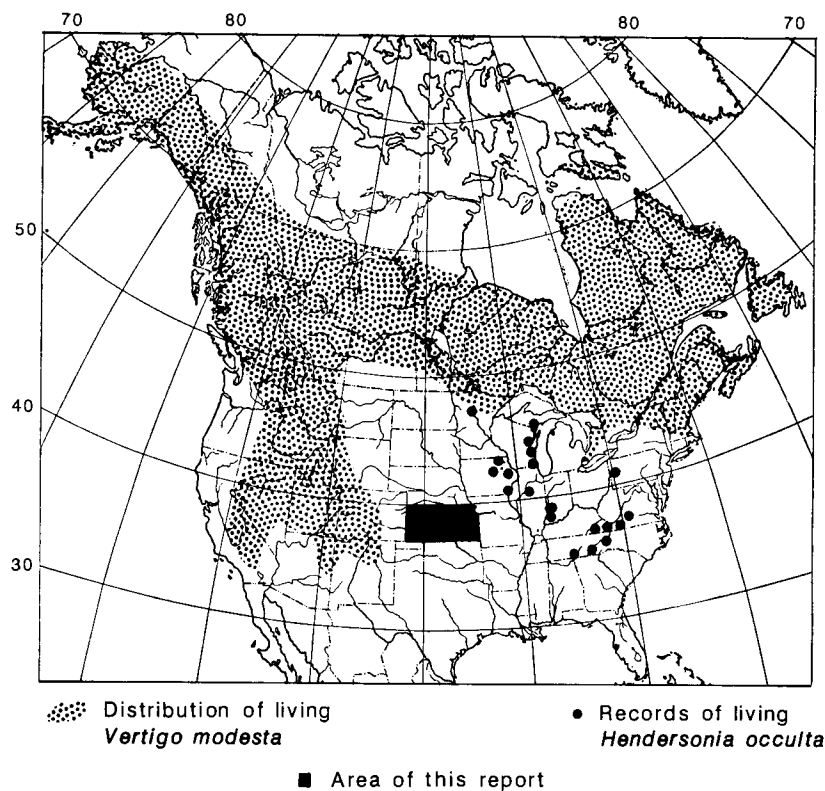 70 80 80 70
50
40
30
Distribution of living
Vertigo modesta
Records of living
Hendersonia occulta
Area of this report